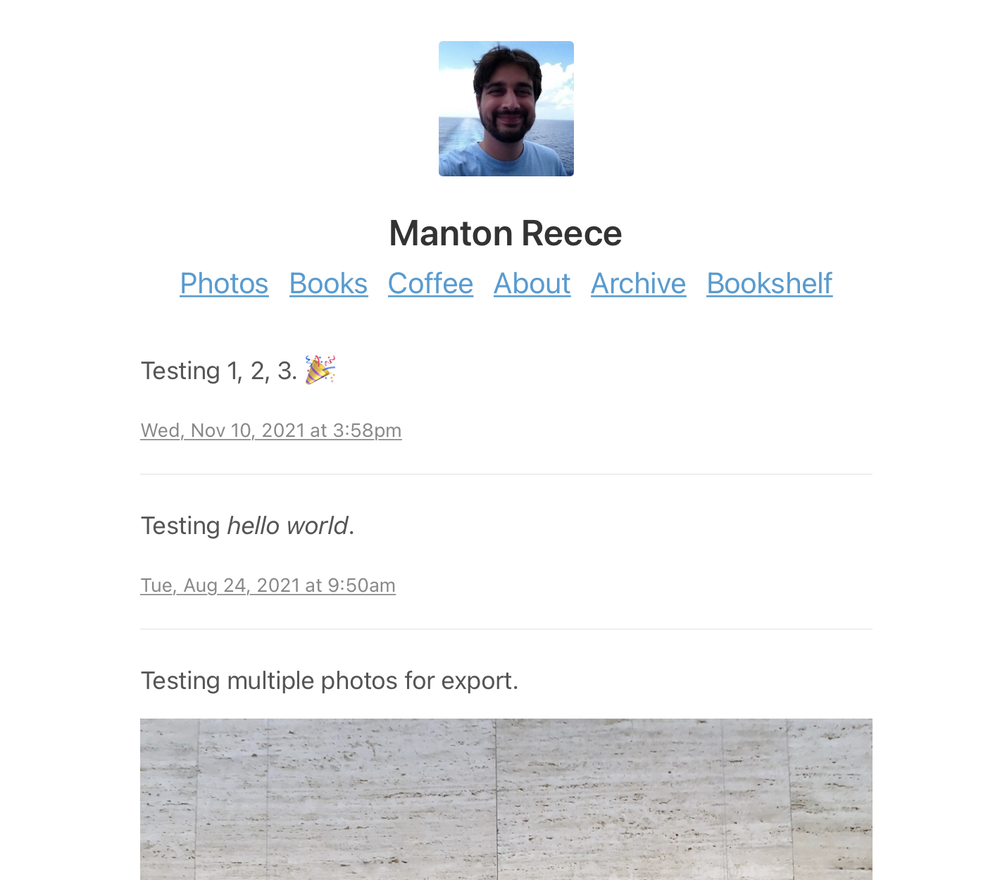 Manton Reece
Photos Books Coffee About Archive Bookshelf
Testing 1, 2, 3. 🎉
Wed, Nov 10, 2021 at 3:58pm
Testing hello world.
Tue, Aug 24, 2021 at 9:50am
Testing multiple photos for export.